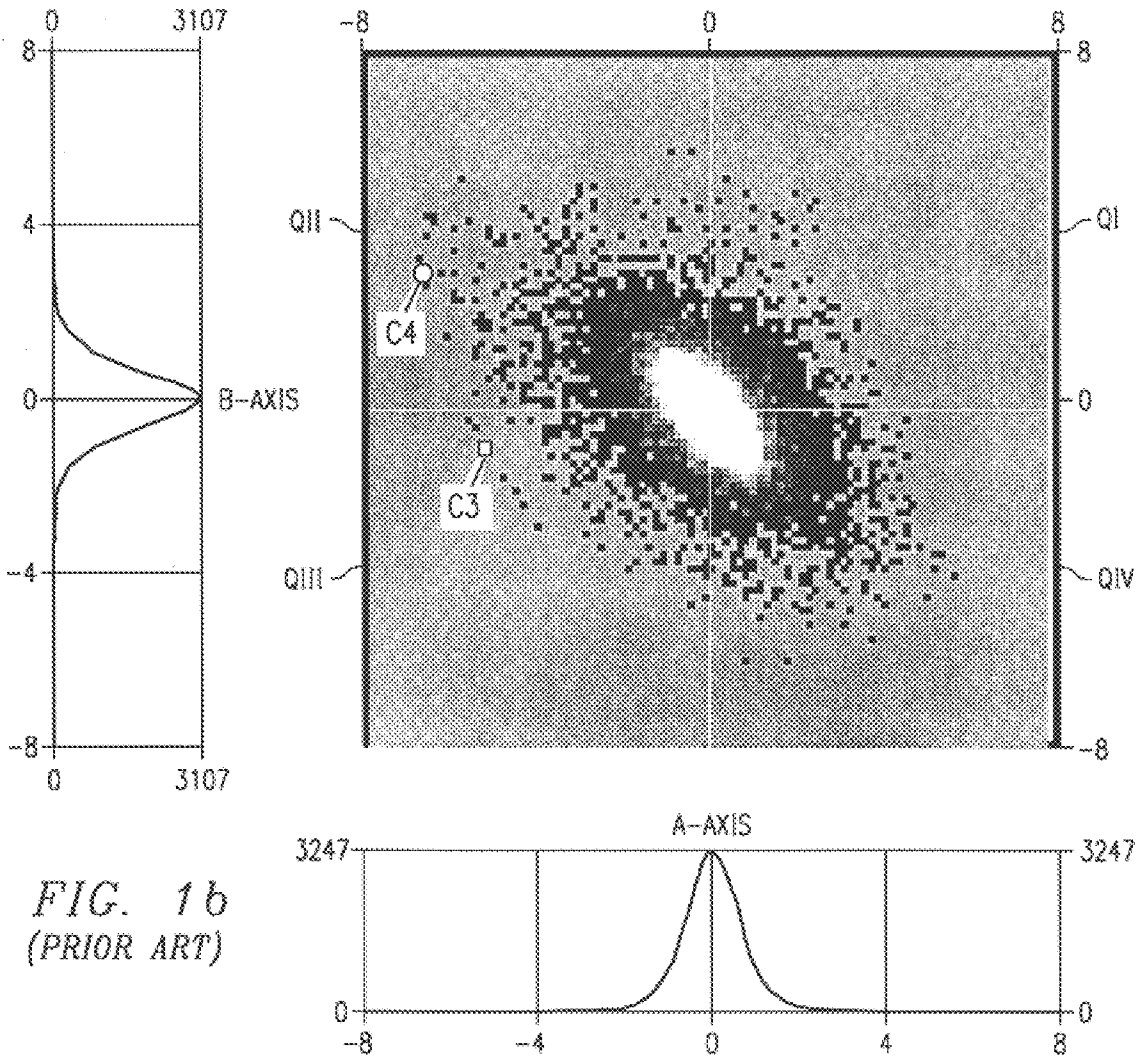 0 3107 -8 0 8
8 8
QII QI
4
C4
0 B-AXIS 0
C3
-4
QIII QIV
-8 -8
0 3107
A-AXIS
3247 3247
FIG. 1b
(PRIOR ART)
0 0
-8 -4 0 4 8